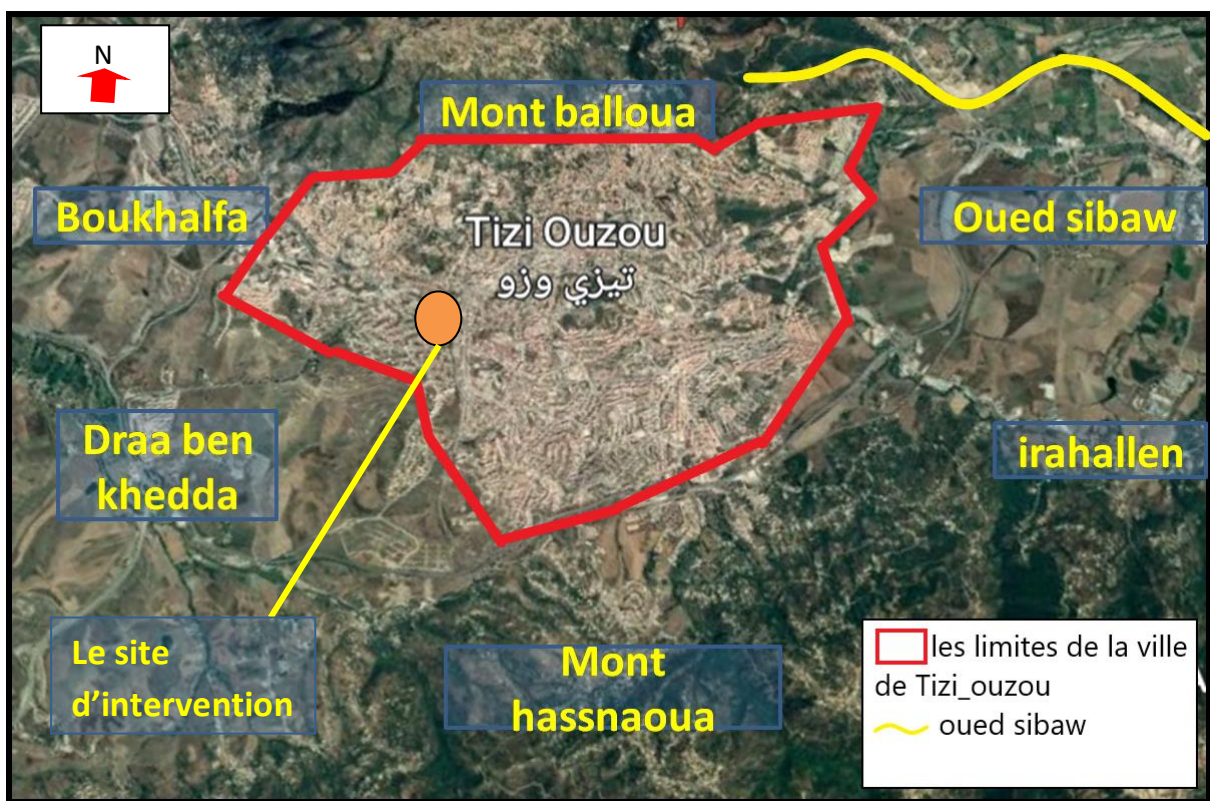 N
Mont balloua
Boukhalfa
Oued sibaw
Tizi Ouzou
تيزي وزو
Draa ben
khedda
irahallen
Le site
d’intervention
Mont
hassnaoua
les limites de la ville
de Tizi_ouzou
oued sibaw